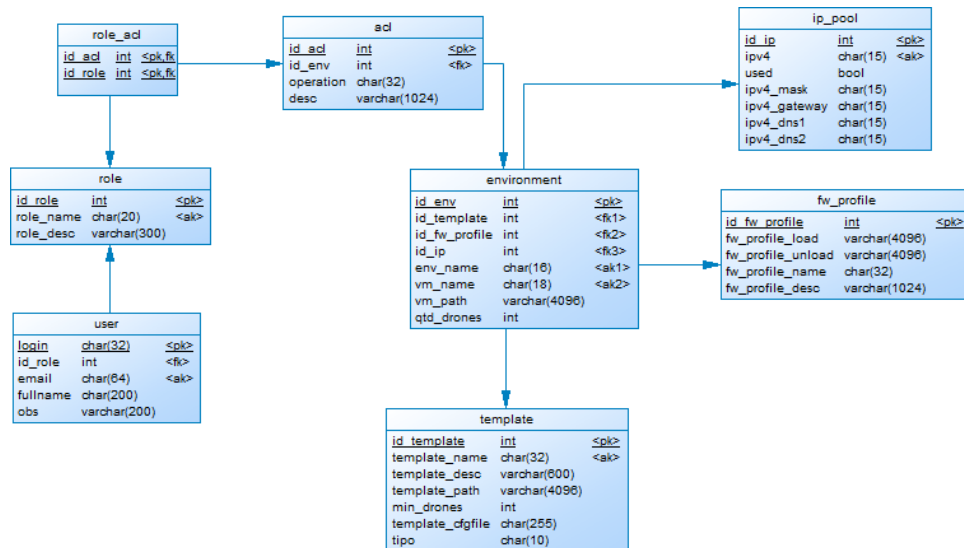 role_acl
id_acl int <pk,fk
id_role int <pk,fk
acl
id_acl int <pk>
id_env int <fk>
operation char(32)
desc varchar(1024)
ip_pool
id_ip int <pk>
ipv4 char(15) <ak>
used bool
ipv4_mask char(15)
ipv4_gateway char(15)
ipv4_dns1 char(15)
ipv4_dns2 char(15)
role
id_role int <pk>
role_name char(20) <ak>
role_desc varchar(300)
environment
id_env int <pk>
id_template int <fk1>
id_fw_profile int <fk2>
id_ip int <fk3>
env_name char(16) <ak1>
vm_name char(18) <ak2>
vm_path varchar(4096)
qtd_drones int
fw_profile
id_fw_profile int <pk>
fw_profile_load varchar(4096)
fw_profile_unload varchar(4096)
fw_profile_name char(32)
fw_profile_desc varchar(1024)
user
login char(32) <pk>
id_role int <fk>
email char(64) <ak>
fullname char(200)
obs varchar(200)
template
id_template int <pk>
template_name char(32) <ak>
template_desc varchar(600)
template_path varchar(4096)
min_drones int
template_cfgfile char(255)
tipo char(10)